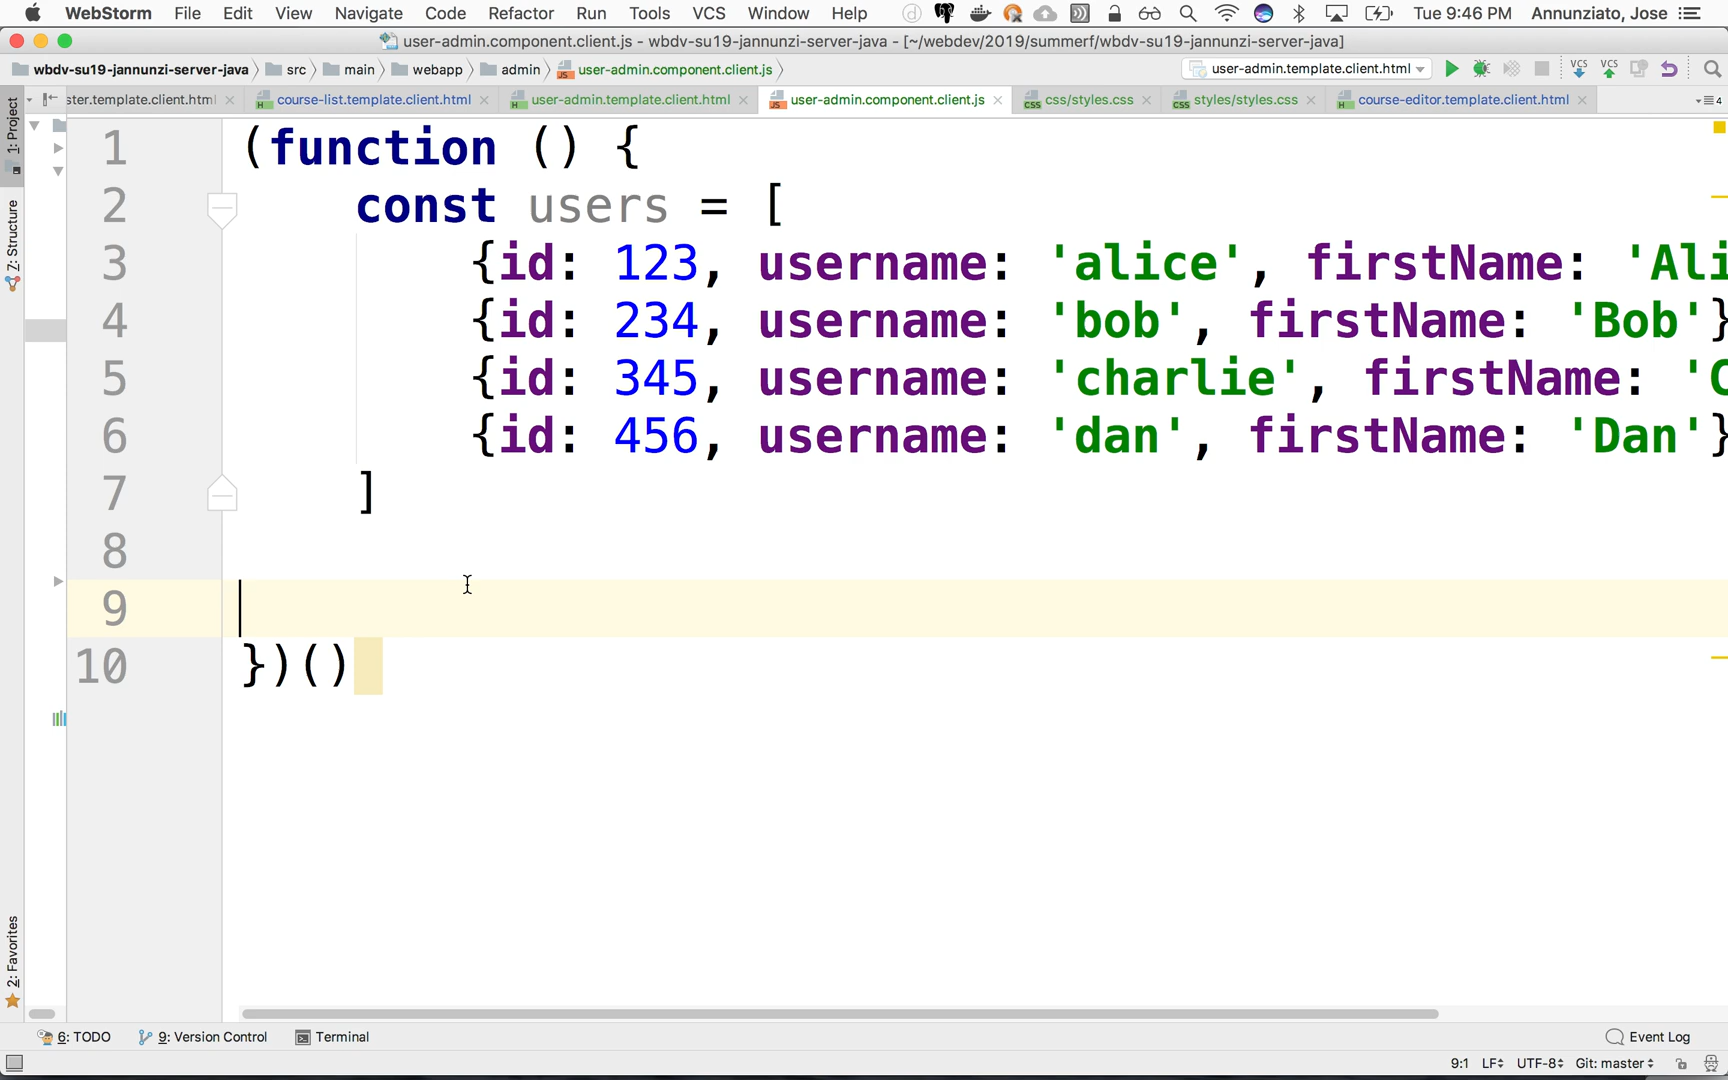 WebStorm File Edit View Navigate Code Refactor Run Tools VCS Window Help Tue 9:46 PM Annunziato, Jose
user-admin.component.client.js - wbdv-su19-jannunzi-server-java - [~/webdev/2019/summerf/wbdv-su19-jannunzi-server-java]
wbdv-su19-jannunzi-server-java src main webapp admin user-admin.component.client.js user-admin.template.client.html VCS VCS
ster.template.client.html course-list.template.client.html user-admin.template.client.html user-admin.component.client.js css/styles.css styles/styles.css course-editor.template.client.html 4
1: Project
7: Structure
2: Favorites
1 (function () {
2 const users = [
3 {id: 123, username: 'alice', firstName: 'Ali
4 {id: 234, username: 'bob', firstName: 'Bob'}
5 {id: 345, username: 'charlie', firstName: 'C
6 {id: 456, username: 'dan', firstName: 'Dan'}
7 ]
8
9
10 })()
6: TODO 9: Version Control Terminal Event Log
9:1 LF UTF-8 Git: master